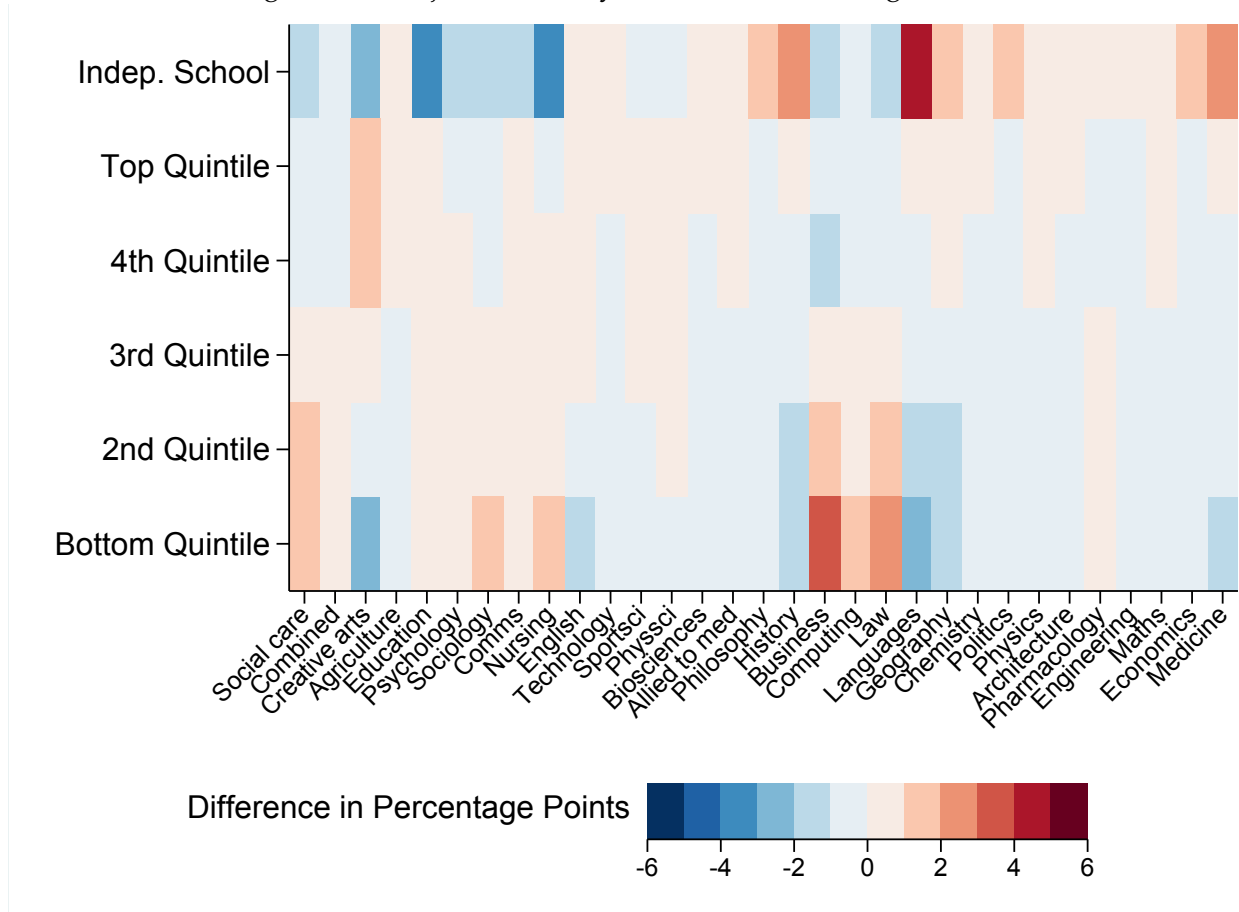 Indep. School
Top Quintile
4th Quintile
3rd Quintile
2nd Quintile
Bottom Quintile
Social care
Combined
Creative arts
Agriculture
Education
Psychology
Sociology
Comms
Nursing
English
Technology
Sportsci
Physsci
Biosciences
Allied to med
Philosophy
History
Business
Computing
Law
Languages
Geography
Chemistry
Politics
Physics
Architecture
Pharmacology
Engineering
Maths
Economics
Medicine
Difference in Percentage Points
-6 -4 -2 0 2 4 6